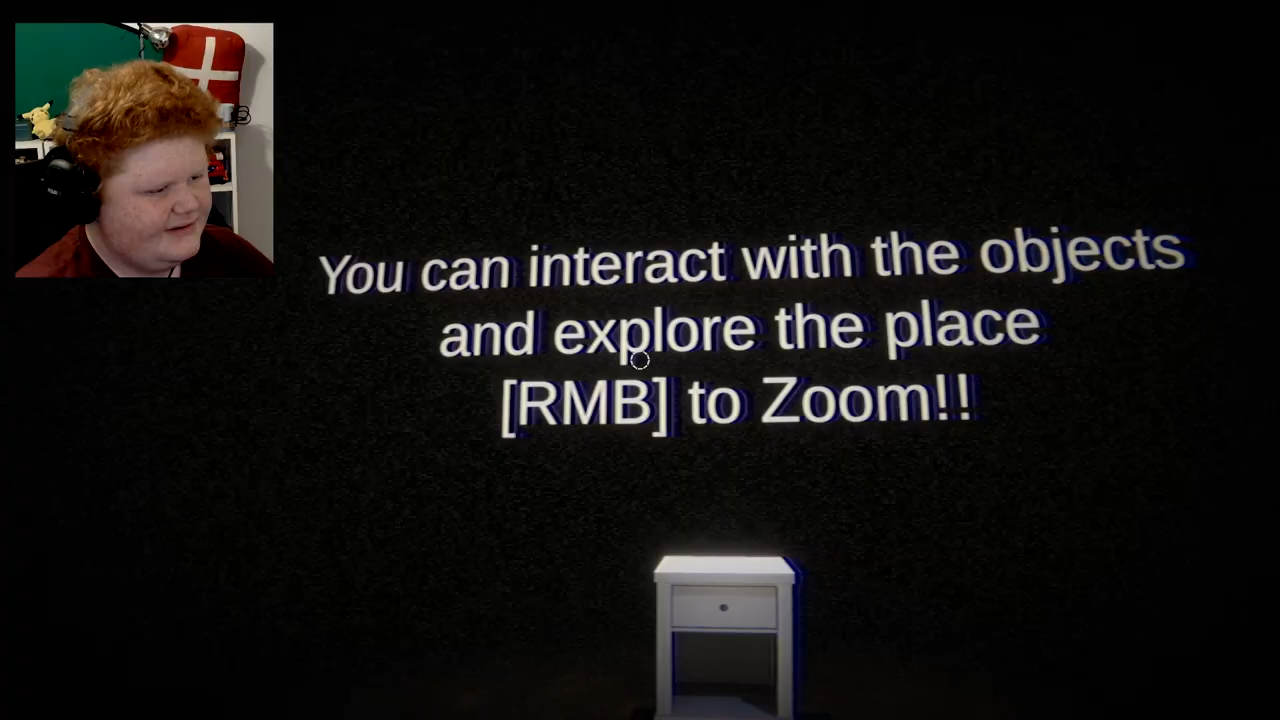 You can interact with the objects
and explore the place
[RMB] to Zoom!!